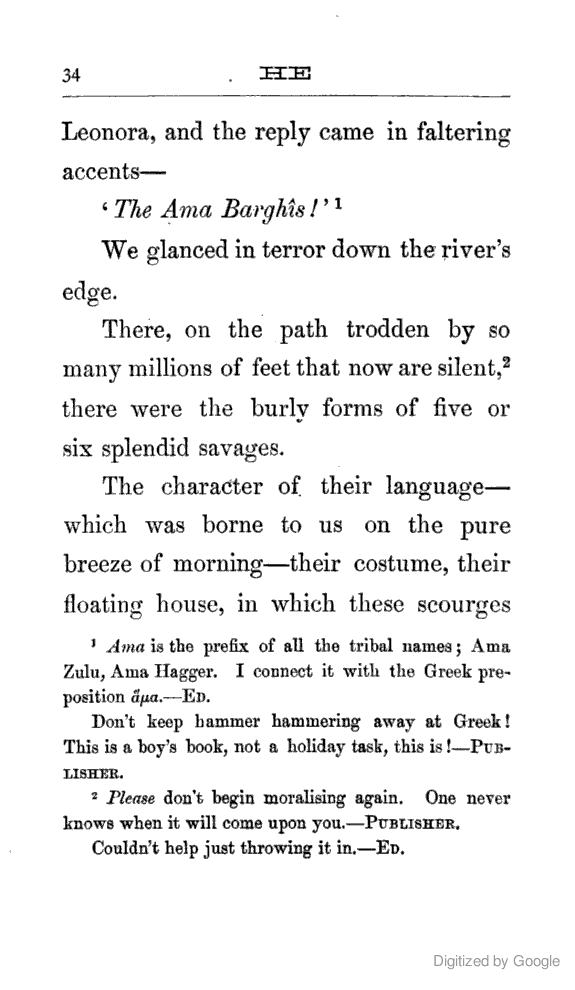 34
HE
Leonora, and the reply came in faltering
accents—
‘The Ama Barghîs!’¹
We glanced in terror down the river’s
edge.
There, on the path trodden by so
many millions of feet that now are silent,²
there were the burly forms of five or
six splendid savages.
The character of their language—
which was borne to us on the pure
breeze of morning—their costume, their
floating house, in which these scourges
¹ Ama is the prefix of all the tribal names; Ama
Zulu, Ama Hagger. I connect it with the Greek pre-
position ἅμα.—ED.
Don’t keep hammer hammering away at Greek!
This is a boy’s book, not a holiday task, this is!—PUB-
LISHER.
² Please don’t begin moralising again. One never
knows when it will come upon you.—PUBLISHER.
Couldn’t help just throwing it in.—ED.
Digitized by Google